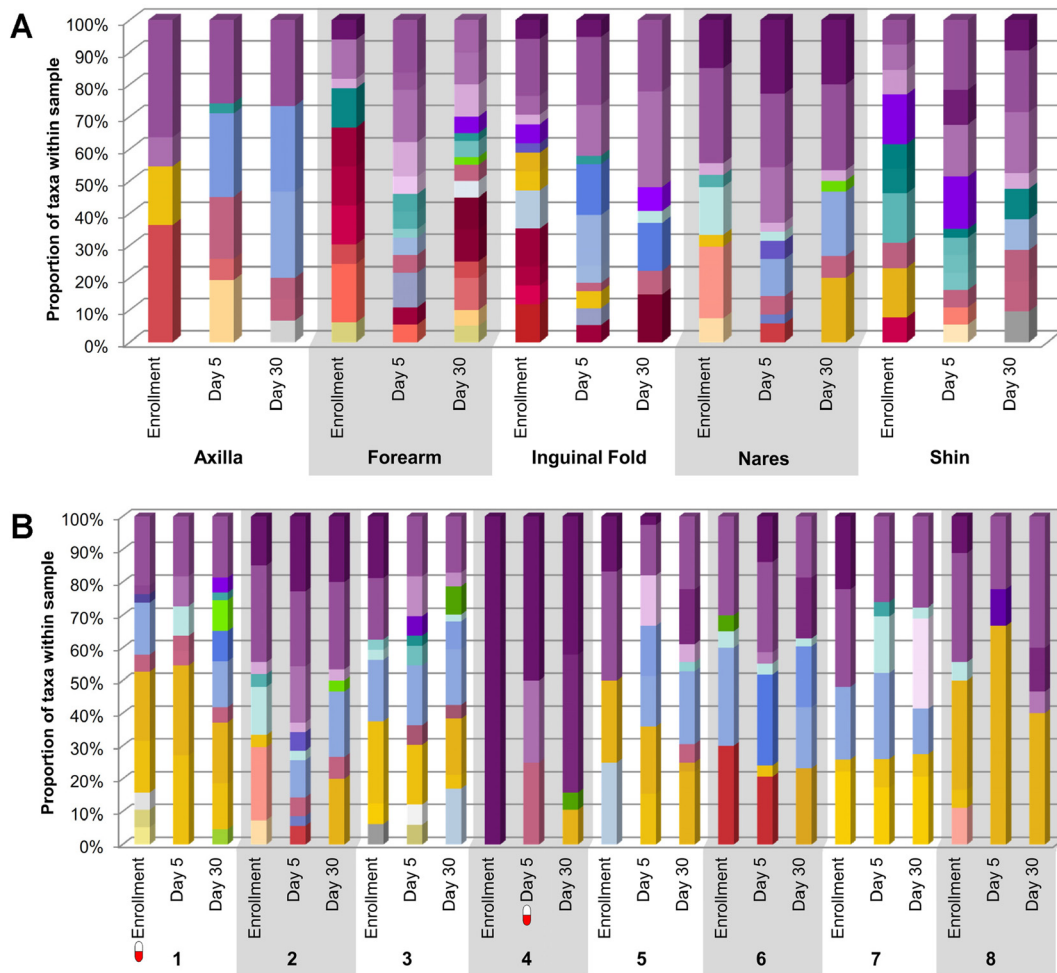 A
Proportion of taxa within sample
100%
90%
80%
70%
60%
50%
40%
30%
20%
10%
0%
Enrollment Day 5 Day 30 Enrollment Day 5 Day 30 Enrollment Day 5 Day 30 Enrollment Day 5 Day 30 Enrollment Day 5 Day 30
Axilla Forearm Inguinal Fold Nares Shin
B
Proportion of taxa within sample
100%
90%
80%
70%
60%
50%
40%
30%
20%
10%
0%
Enrollment Day 5 Day 30 Enrollment Day 5 Day 30 Enrollment Day 5 Day 30 Enrollment Day 5 Day 30 Enrollment Day 5 Day 30 Enrollment Day 5 Day 30 Enrollment Day 5 Day 30 Enrollment Day 5 Day 30
1 2 3 4 5 6 7 8